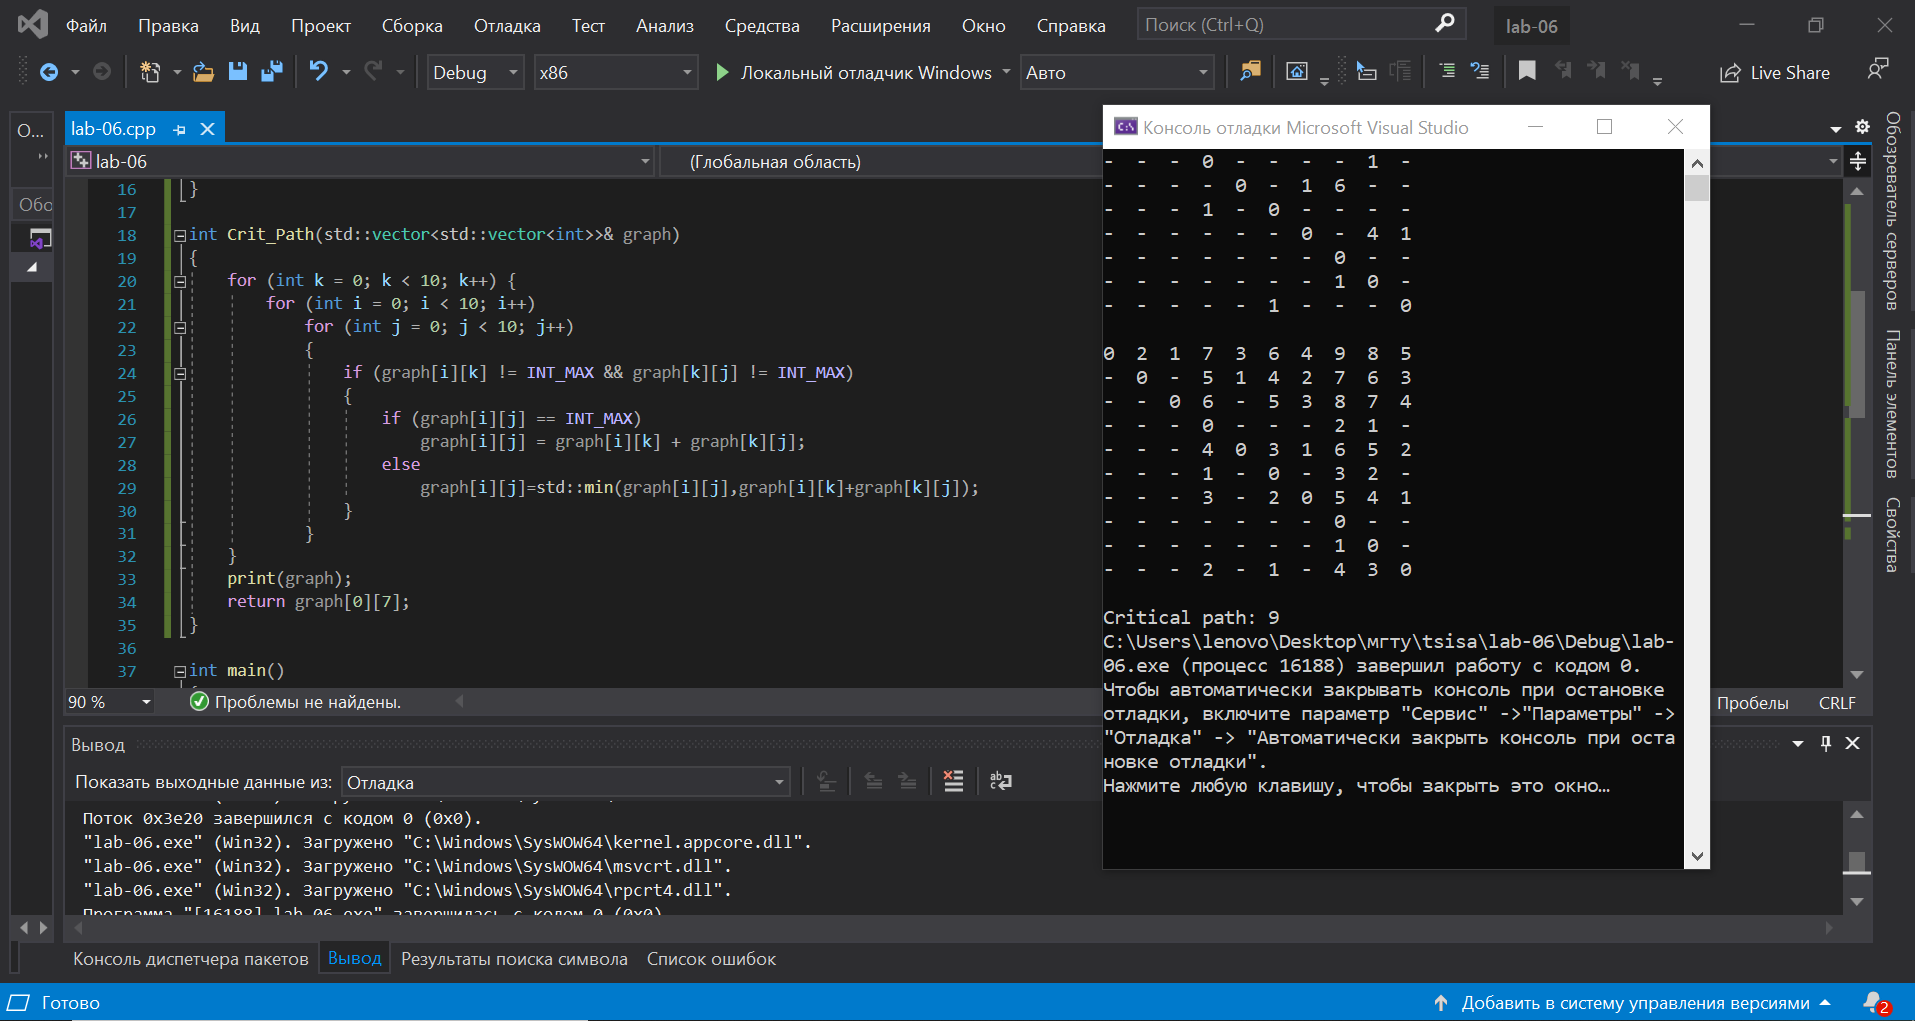 Файл Правка Вид Проект Сборка Отладка Тест Анализ Средства Расширения Окно Справка Поиск (Ctrl+Q) lab-06
Debug x86 Локальный отладчик Windows Авто Live Share
О...
lab-06.cpp
lab-06 (Глобальная область)
Обо
16 }
17
18 int Crit_Path(std::vector<std::vector<int>>& graph)
19 {
20 for (int k = 0; k < 10; k++) {
21 for (int i = 0; i < 10; i++)
22 for (int j = 0; j < 10; j++)
23 {
24 if (graph[i][k] != INT_MAX && graph[k][j] != INT_MAX)
25 {
26 if (graph[i][j] == INT_MAX)
27 graph[i][j] = graph[i][k] + graph[k][j];
28 else
29 graph[i][j]=std::min(graph[i][j],graph[i][k]+graph[k][j]);
30 }
31 }
32 }
33 print(graph);
34 return graph[0][7];
35 }
36
37 int main()
90 % Проблемы не найдены. Пробелы CRLF
Консоль отладки Microsoft Visual Studio
- - - 0 - - - - 1 -
- - - - 0 - 1 6 - -
- - - 1 - 0 - - - -
- - - - - - 0 - 4 1
- - - - - - - 0 - -
- - - - - - - 1 0 -
- - - - - 1 - - - 0
0 2 1 7 3 6 4 9 8 5
- 0 - 5 1 4 2 7 6 3
- - 0 6 - 5 3 8 7 4
- - - 0 - - - 2 1 -
- - - 4 0 3 1 6 5 2
- - - 1 - 0 - 3 2 -
- - - 3 - 2 0 5 4 1
- - - - - - - 0 - -
- - - - - - - 1 0 -
- - - 2 - 1 - 4 3 0
Critical path: 9
C:\Users\lenovo\Desktop\мгту\tsisa\lab-06\Debug\lab-
06.exe (процесс 16188) завершил работу с кодом 0.
Чтобы автоматически закрывать консоль при остановке
отладки, включите параметр "Сервис" ->"Параметры" ->
"Отладка" -> "Автоматически закрыть консоль при оста
новке отладки".
Нажмите любую клавишу, чтобы закрыть это окно…
Обозреватель серверов
Панель элементов
Свойства
Вывод
Показать выходные данные из: Отладка
Поток 0x3e20 завершился с кодом 0 (0x0).
"lab-06.exe" (Win32). Загружено "C:\Windows\SysWOW64\kernel.appcore.dll".
"lab-06.exe" (Win32). Загружено "C:\Windows\SysWOW64\msvcrt.dll".
"lab-06.exe" (Win32). Загружено "C:\Windows\SysWOW64\rpcrt4.dll".
Программа "[16188] lab-06.exe" завершилась с кодом 0 (0x0).
Консоль диспетчера пакетов Вывод Результаты поиска символа Список ошибок
Готово Добавить в систему управления версиями 2